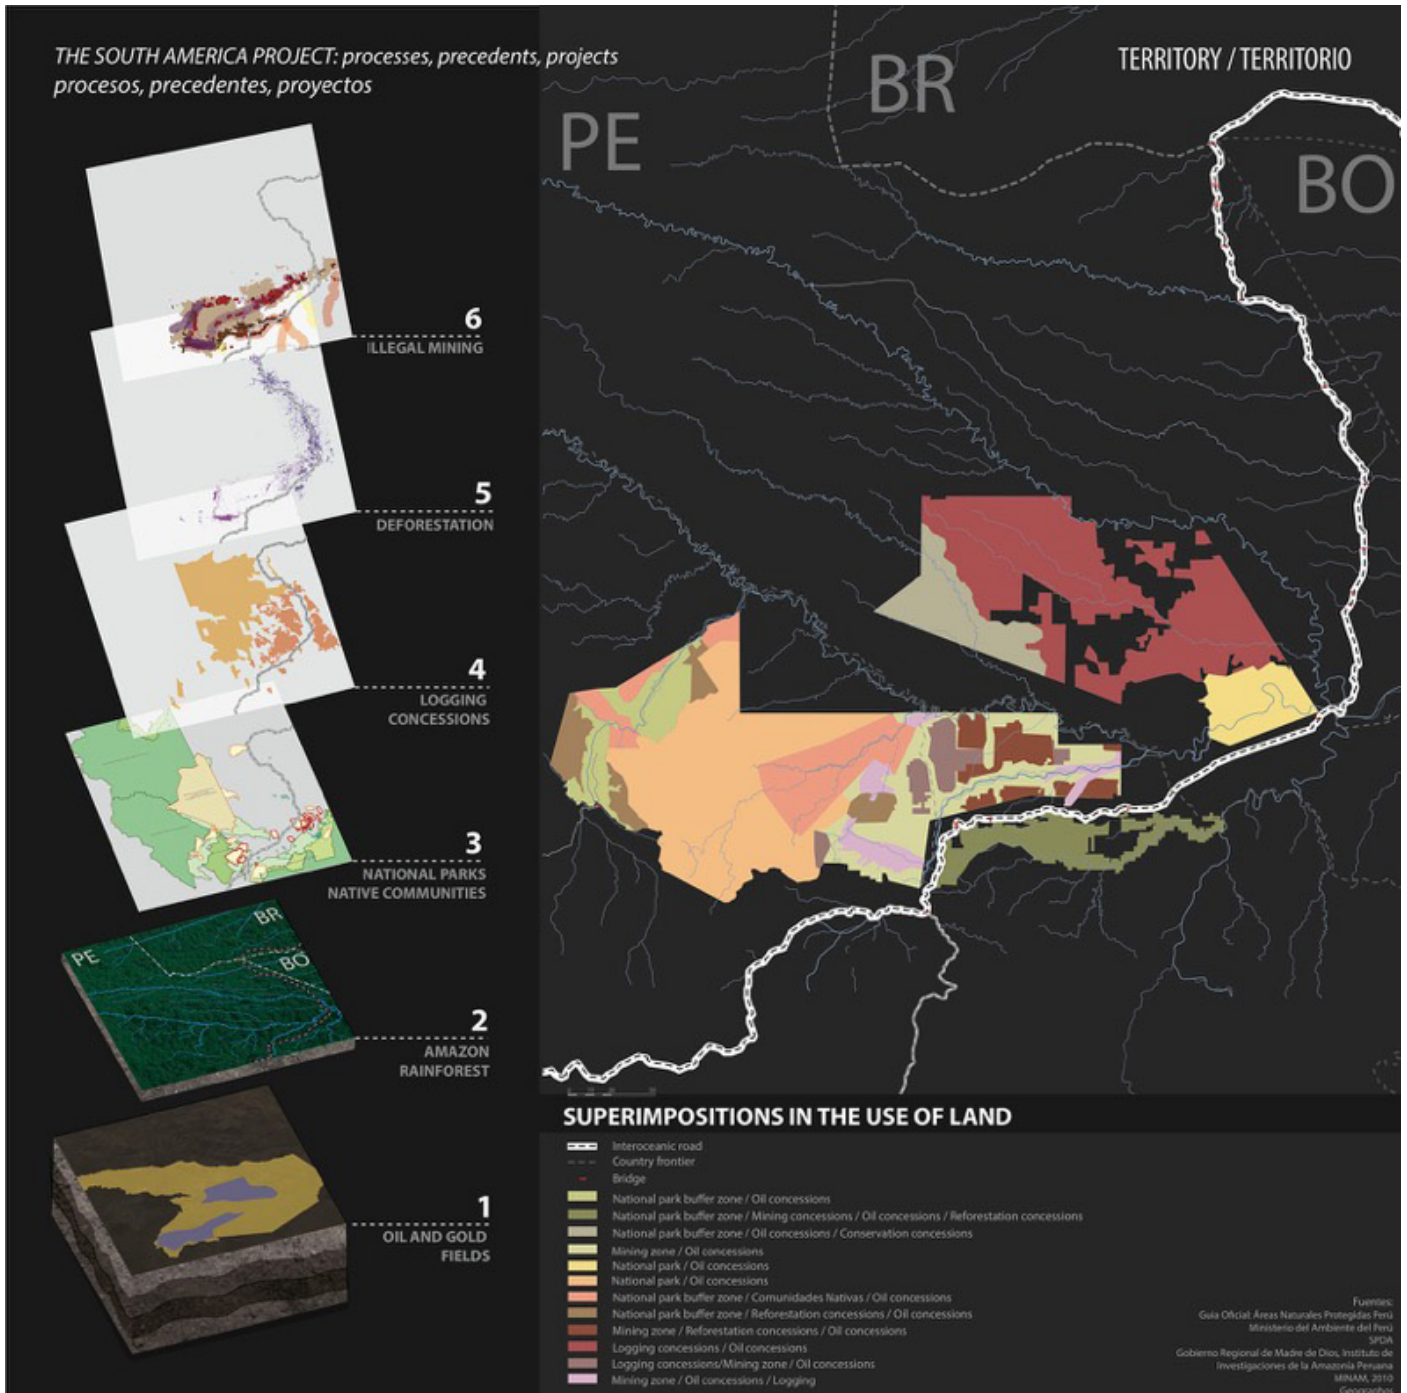 THE SOUTH AMERICA PROJECT: processes, precedents, projects
procesos, precedentes, proyectos
TERRITORY / TERRITORIO
PE
BR
BO
6
ILLEGAL MINING
5
DEFORESTATION
4
LOGGING
CONCESSIONS
3
NATIONAL PARKS
NATIVE COMMUNITIES
PE
BR
BO
2
AMAZON
RAINFOREST
1
OIL AND GOLD
FIELDS
SUPERIMPOSITIONS IN THE USE OF LAND
Interoceanic road
Country frontier
Bridge
National park buffer zone / Oil concessions
National park buffer zone / Mining concessions / Oil concessions / Reforestation concessions
National park buffer zone / Oil concessions / Conservation concessions
Mining zone / Oil concessions
National park / Oil concessions
National park / Oil concessions
National park buffer zone / Comunidades Nativas / Oil concessions
National park buffer zone / Reforestation concessions / Oil concessions
Mining zone / Reforestation concessions / Oil concessions
Logging concessions / Oil concessions
Logging concessions/Mining zone / Oil concessions
Mining zone / Oil concessions / Logging
Fuentes:
Guia Oficial: Áreas Naturales Protegidas Perú
Ministerio del Ambiente del Perú
SPDA
Gobierno Regional de Madre de Dios, Instituto de
Investigaciones de la Amazonía Peruana
MINAM, 2010
Geographos